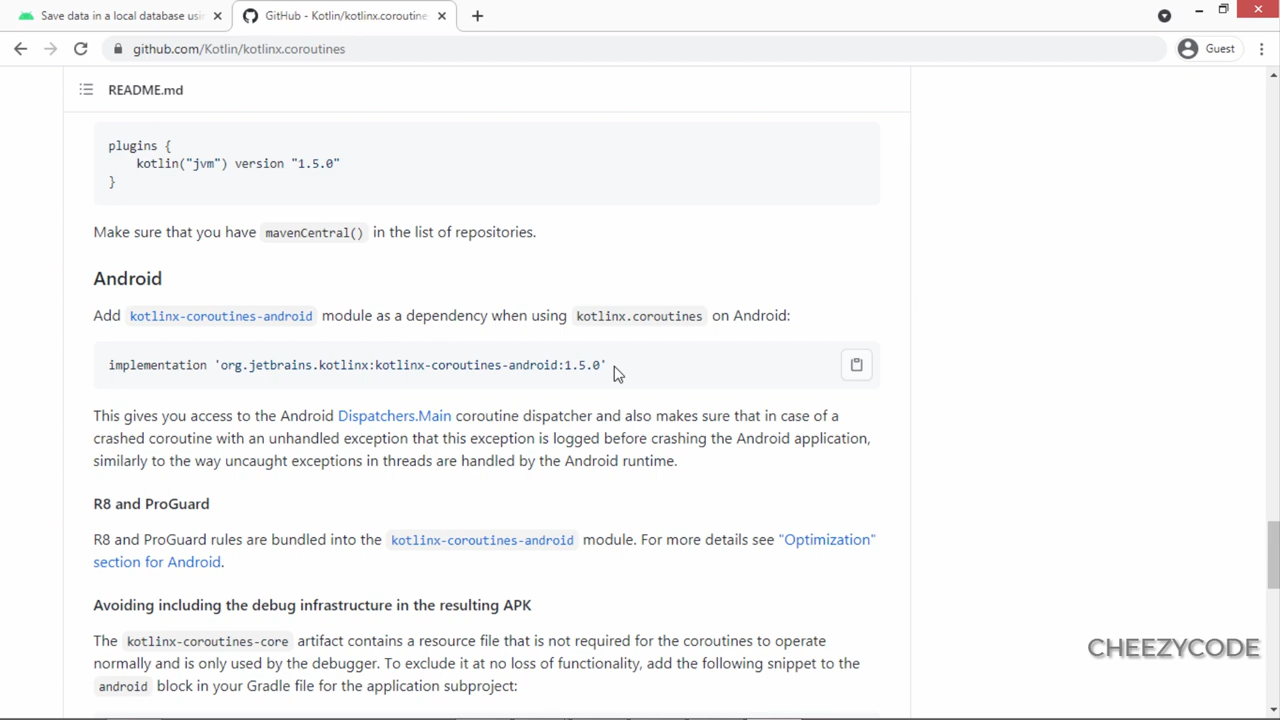 Save data in a local database usin
GitHub - Kotlin/kotlinx.coroutine
github.com/Kotlin/kotlinx.coroutines
Guest
README.md
plugins {
kotlin("jvm") version "1.5.0"
}
Make sure that you have mavenCentral() in the list of repositories.
Android
Add kotlinx-coroutines-android module as a dependency when using kotlinx.coroutines on Android:
implementation 'org.jetbrains.kotlinx:kotlinx-coroutines-android:1.5.0'
This gives you access to the Android Dispatchers.Main coroutine dispatcher and also makes sure that in case of a
crashed coroutine with an unhandled exception that this exception is logged before crashing the Android application,
similarly to the way uncaught exceptions in threads are handled by the Android runtime.
R8 and ProGuard
R8 and ProGuard rules are bundled into the kotlinx-coroutines-android module. For more details see "Optimization"
section for Android.
Avoiding including the debug infrastructure in the resulting APK
The kotlinx-coroutines-core artifact contains a resource file that is not required for the coroutines to operate
normally and is only used by the debugger. To exclude it at no loss of functionality, add the following snippet to the
android block in your Gradle file for the application subproject:
CHEEZYCODE